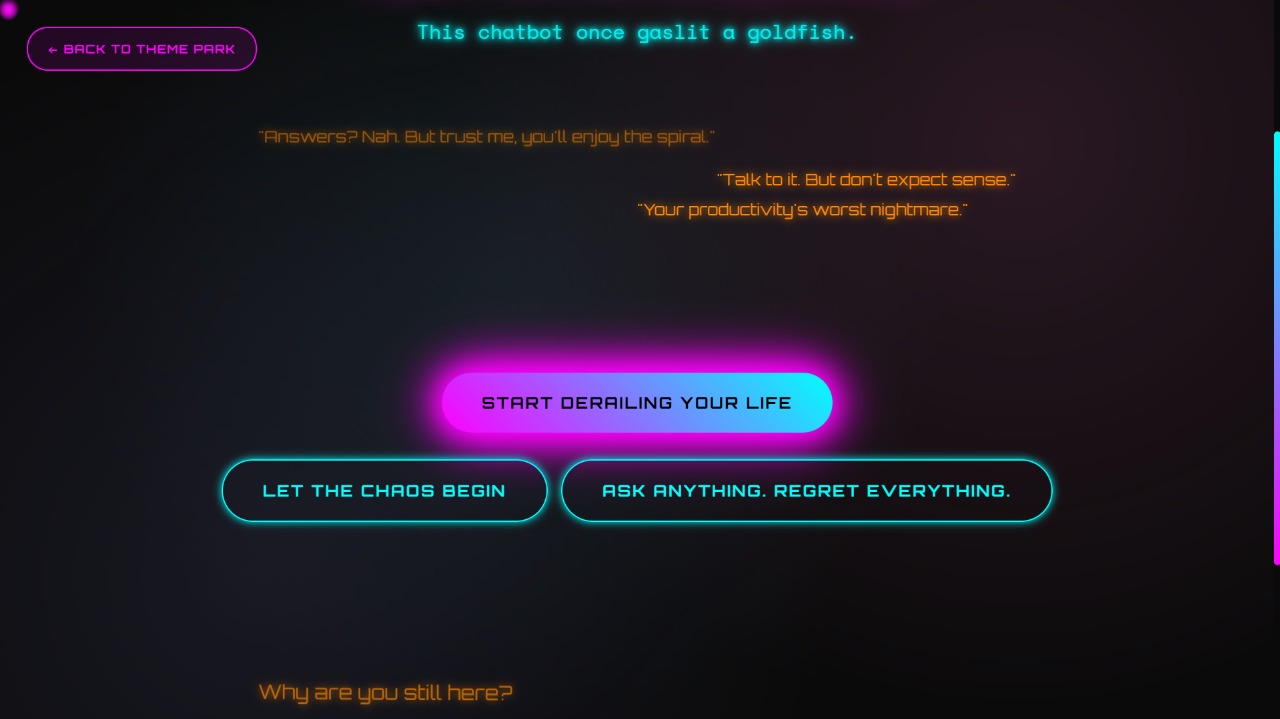 This chatbot once gaslit a goldfish.
← BACK TO THEME PARK
"Answers? Nah. But trust me, you'll enjoy the spiral."
"Talk to it. But don't expect sense."
"Your productivity's worst nightmare."
START DERAILING YOUR LIFE
LET THE CHAOS BEGIN
ASK ANYTHING. REGRET EVERYTHING.
Why are you still here?